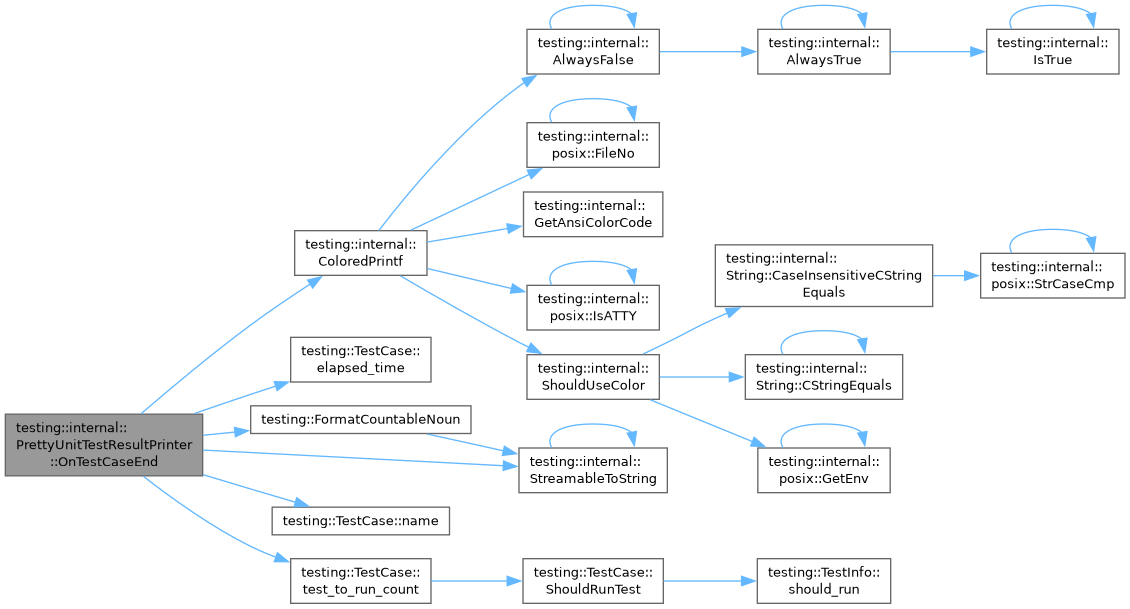 testing::internal::
AlwaysFalse
testing::internal::
AlwaysTrue
testing::internal::
IsTrue
testing::internal::
posix::FileNo
testing::internal::
GetAnsiColorCode
testing::internal::
ColoredPrintf
testing::internal::
posix::IsATTY
testing::internal::
String::CaseInsensitiveCString
Equals
testing::internal::
posix::StrCaseCmp
testing::internal::
ShouldUseColor
testing::internal::
String::CStringEquals
testing::TestCase::
elapsed_time
testing::internal::
PrettyUnitTestResultPrinter
::OnTestCaseEnd
testing::FormatCountableNoun
testing::internal::
StreamableToString
testing::internal::
posix::GetEnv
testing::TestCase::name
testing::TestCase::
test_to_run_count
testing::TestCase::
ShouldRunTest
testing::TestInfo::
should_run